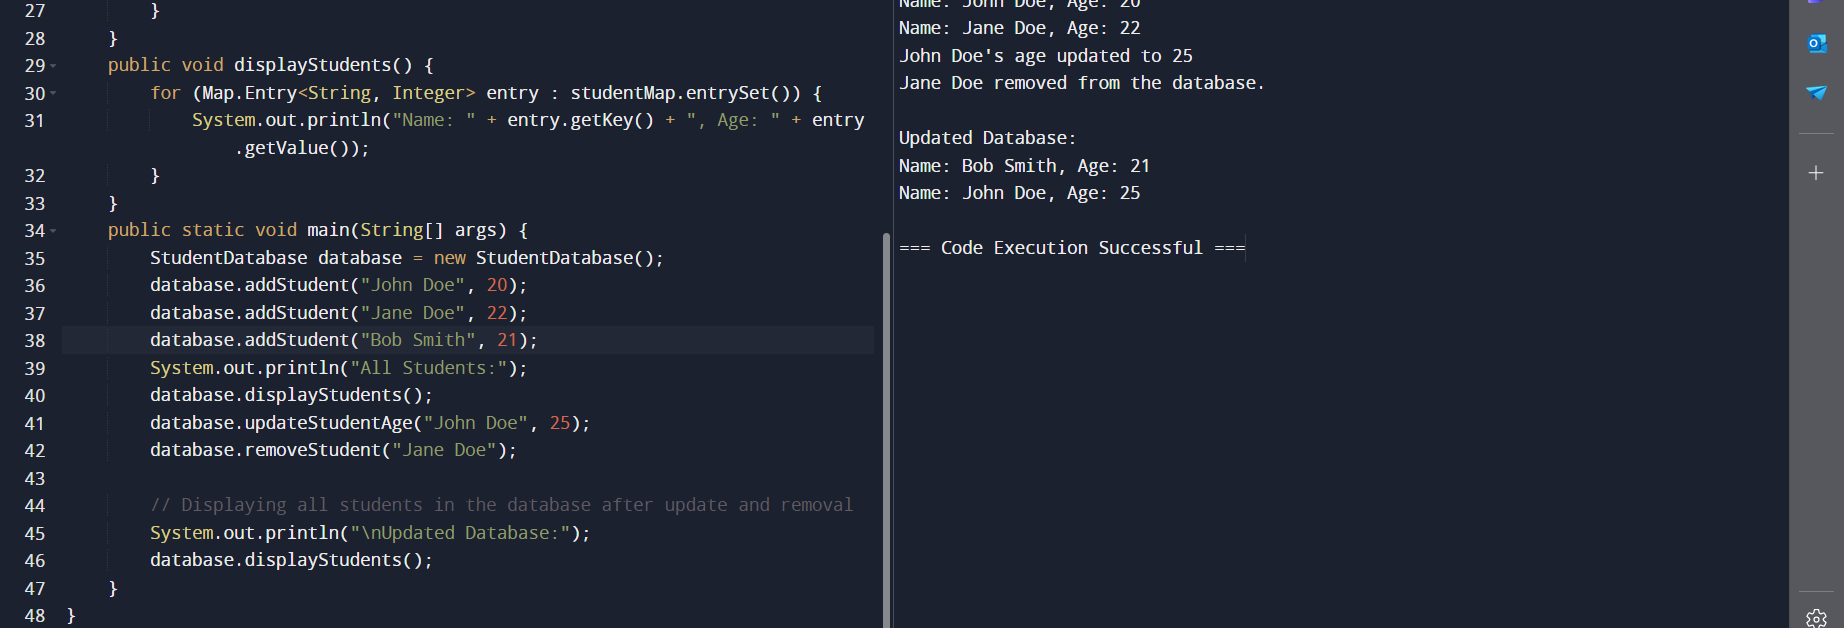 27 }
28 }
29 public void displayStudents() {
30 for (Map.Entry<String, Integer> entry : studentMap.entrySet()) {
31 System.out.println("Name: " + entry.getKey() + ", Age: " + entry
.getValue());
32 }
33 }
34 public static void main(String[] args) {
35 StudentDatabase database = new StudentDatabase();
36 database.addStudent("John Doe", 20);
37 database.addStudent("Jane Doe", 22);
38 database.addStudent("Bob Smith", 21);
39 System.out.println("All Students:");
40 database.displayStudents();
41 database.updateStudentAge("John Doe", 25);
42 database.removeStudent("Jane Doe");
43
44 // Displaying all students in the database after update and removal
45 System.out.println("\nUpdated Database:");
46 database.displayStudents();
47 }
48 }
Name: John Doe, Age: 20
Name: Jane Doe, Age: 22
John Doe's age updated to 25
Jane Doe removed from the database.
Updated Database:
Name: Bob Smith, Age: 21
Name: John Doe, Age: 25
=== Code Execution Successful ===